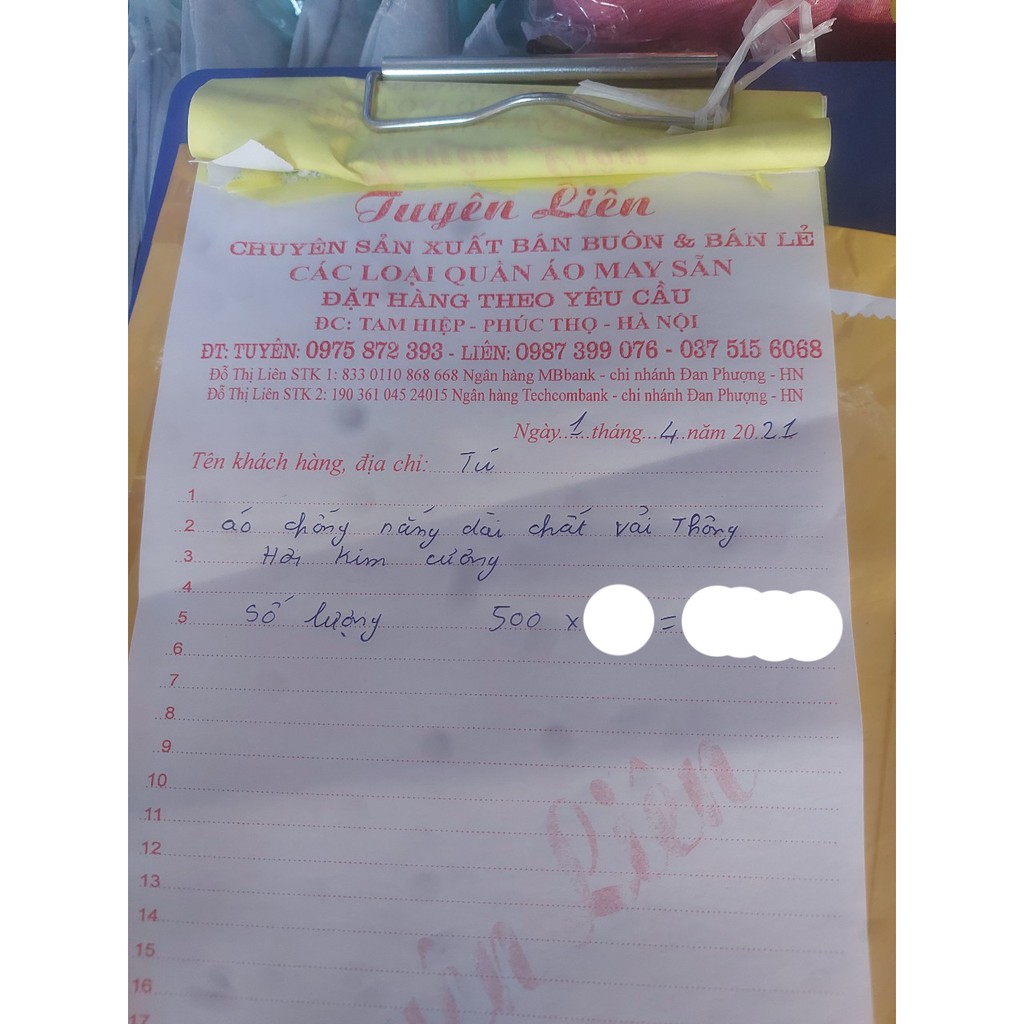 Tuyên Liên
CHUYÊN SẢN XUẤT BÁN BUÔN & BÁN LẺ
CÁC LOẠI QUẦN ÁO MAY SẴN
ĐẶT HÀNG THEO YÊU CẦU
ĐC: TAM HIỆP - PHÚC THỌ - HÀ NỘI
ĐT: TUYÊN: 0975 872 393 - LIÊN: 0987 399 076 - 037 515 6068
Đỗ Thị Liên STK 1: 833 0110 868 668 Ngân hàng MBbank - chi nhánh Đan Phượng - HN
Đỗ Thị Liên STK 2: 190 361 045 24015 Ngân hàng Techcombank - chi nhánh Đan Phượng - HN
Ngày 1 tháng 4 năm 2021
Tên khách hàng, địa chỉ: Tú
1
2 áo chống nắng dài chất vải Thông
3 Hơi Kim cương
4
5 Số lượng 500 x =
6
7
8
9
10
11
12
13
14
15
16
17
Liên